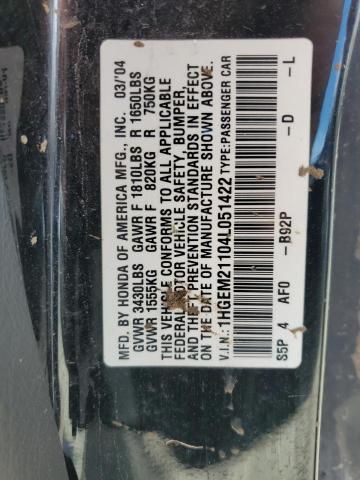 MFD. BY HONDA OF AMERICA MFG., INC. 03/'04
GVWR 3430LBS GAWR F 1810LBS R 1650LBS
GVWR 1555KG GAWR F 820KG R 750KG
THIS VEHICLE CONFORMS TO ALL APPLICABLE
FEDERAL MOTOR VEHICLE SAFETY, BUMPER,
AND THEFT PREVENTION STANDARDS IN EFFECT
ON THE DATE OF MANUFACTURE SHOWN ABOVE.
V.I.N.: 1HGEM21104L051422 TYPE:PASSENGER CAR
S5P 4 AF0 -B92P -D -L